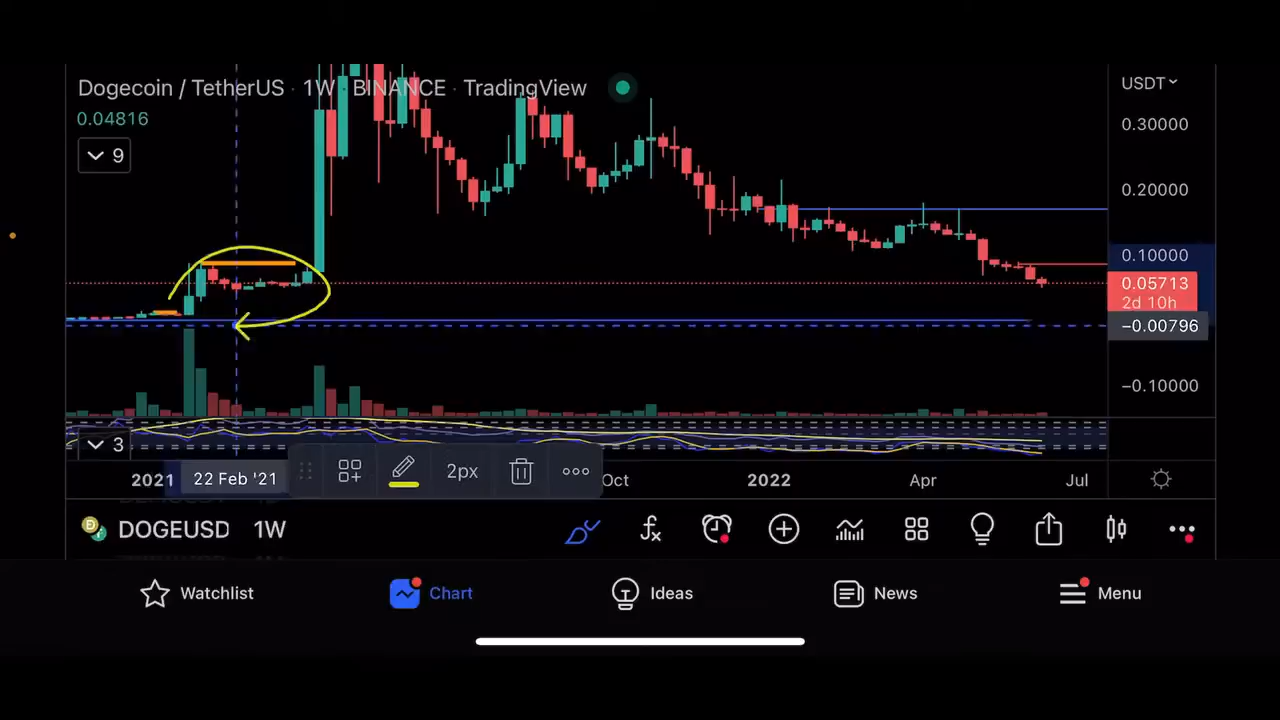 Dogecoin / TetherUS · 1W · BINANCE · TradingView
USDT
0.04816
0.30000
9
0.20000
0.10000
0.05713
2d 10h
−0.00796
−0.10000
3
2021
22 Feb '21
2px
Oct
2022
Apr
Jul
DOGEUSD 1W
Watchlist
Chart
Ideas
News
Menu